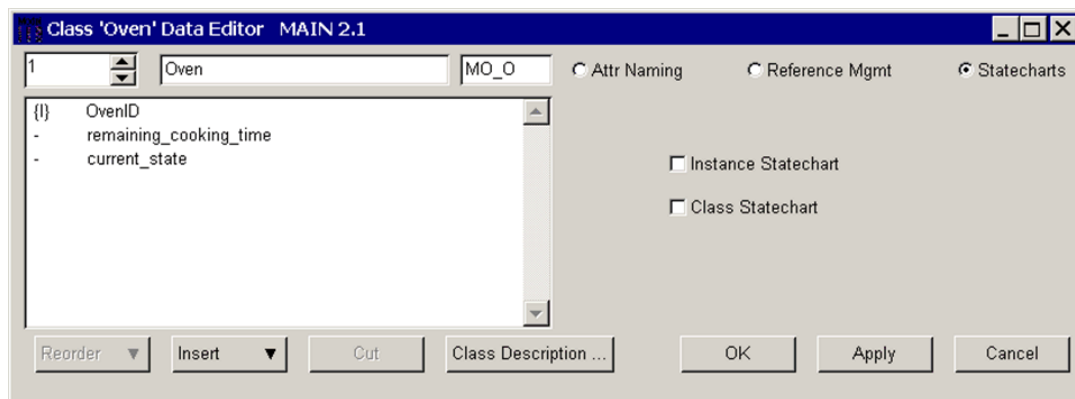 Class 'Oven' Data Editor MAIN 2.1
1 Oven MO_O Attr Naming Reference Mgmt Statecharts
{I} OvenID
- remaining_cooking_time
- current_state
Instance Statechart
Class Statechart
Reorder Insert Cut Class Description ... OK Apply Cancel